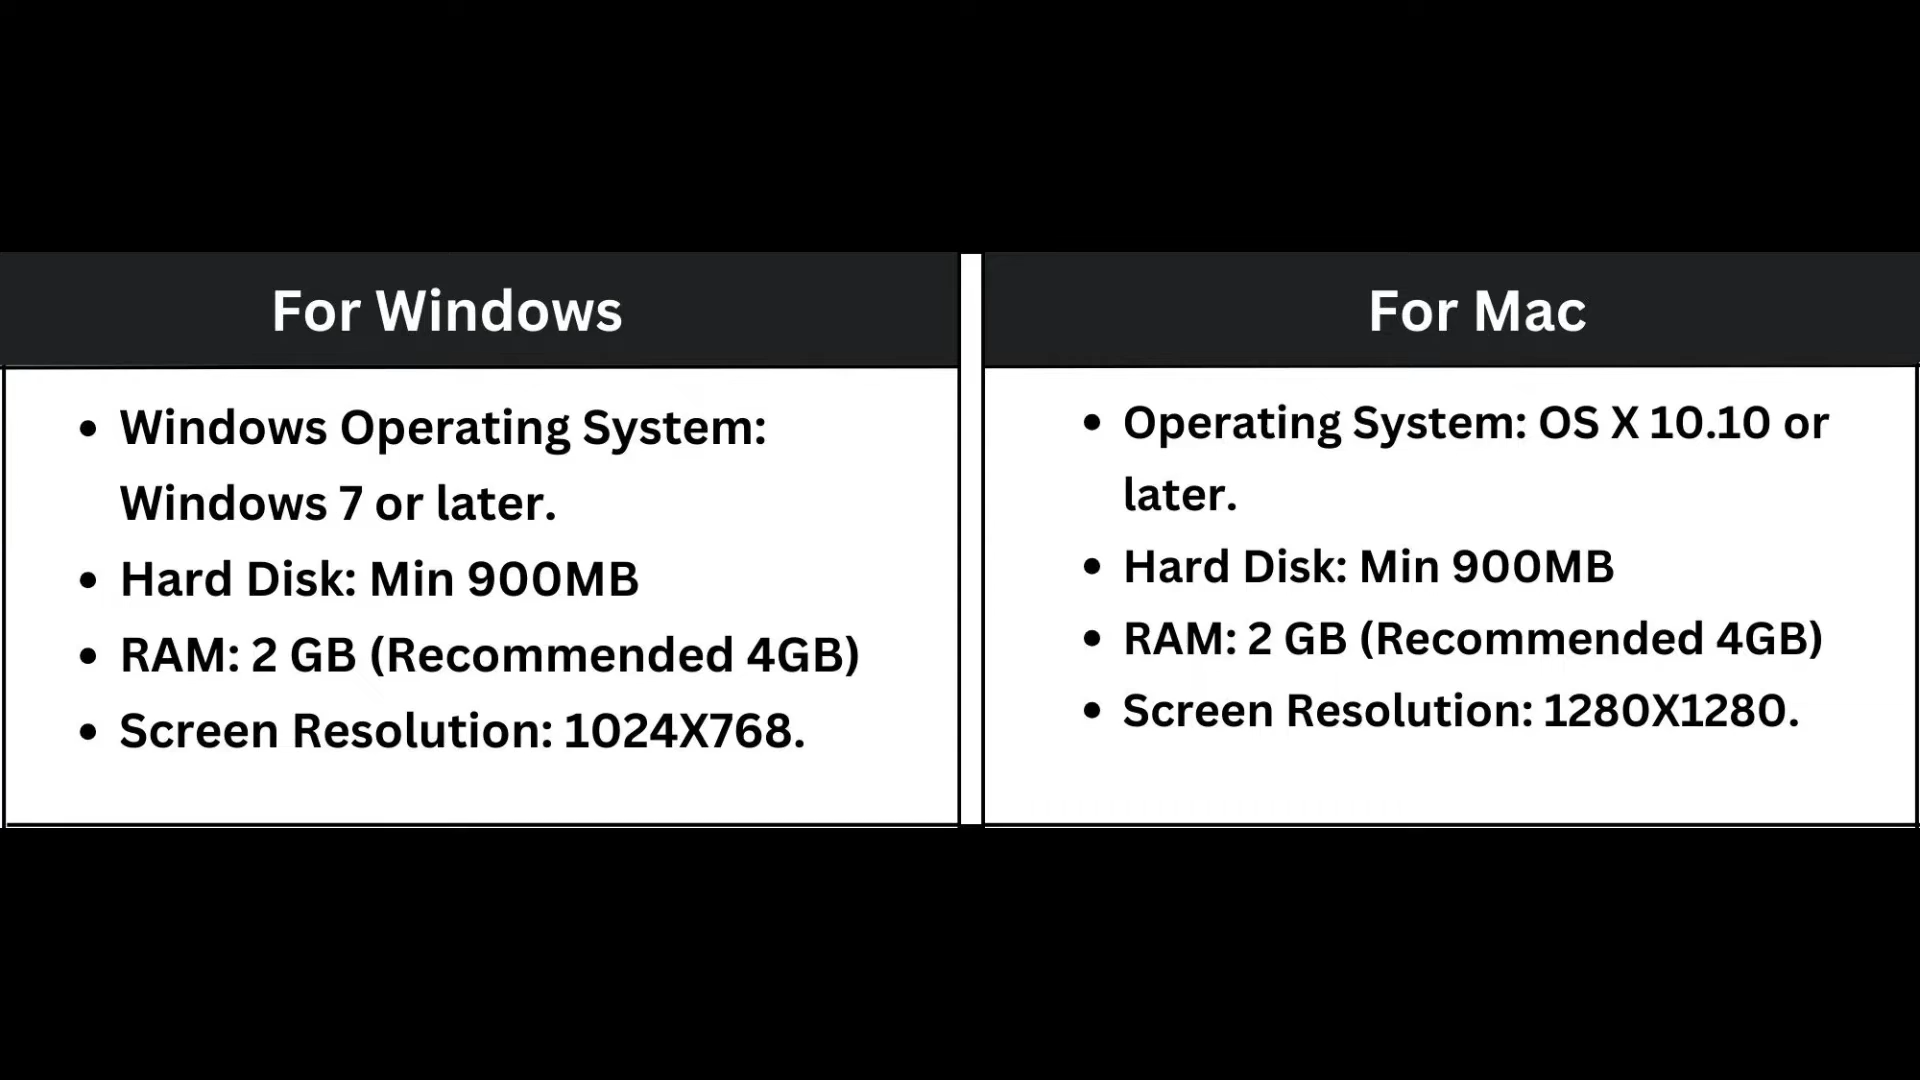 For Windows
• Windows Operating System:
Windows 7 or later.
• Hard Disk: Min 900MB
• RAM: 2 GB (Recommended 4GB)
• Screen Resolution: 1024X768.
For Mac
• Operating System: OS X 10.10 or
later.
• Hard Disk: Min 900MB
• RAM: 2 GB (Recommended 4GB)
• Screen Resolution: 1280X1280.